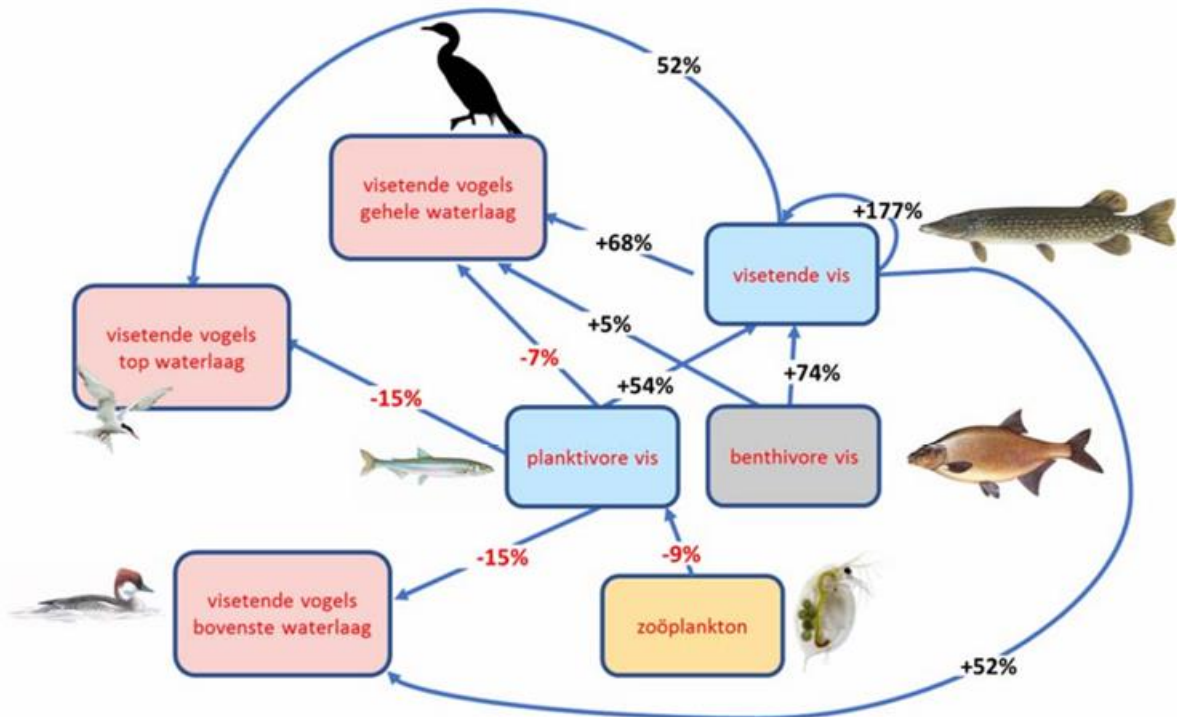 52%
visetende vogels
gehele waterlaag
+177%
+68%
visetende vis
visetende vogels
top waterlaag
+5%
-7%
+54%
+74%
-15%
planktivore vis
benthivore vis
-15%
-9%
visetende vogels
bovenste waterlaag
zoöplankton
+52%